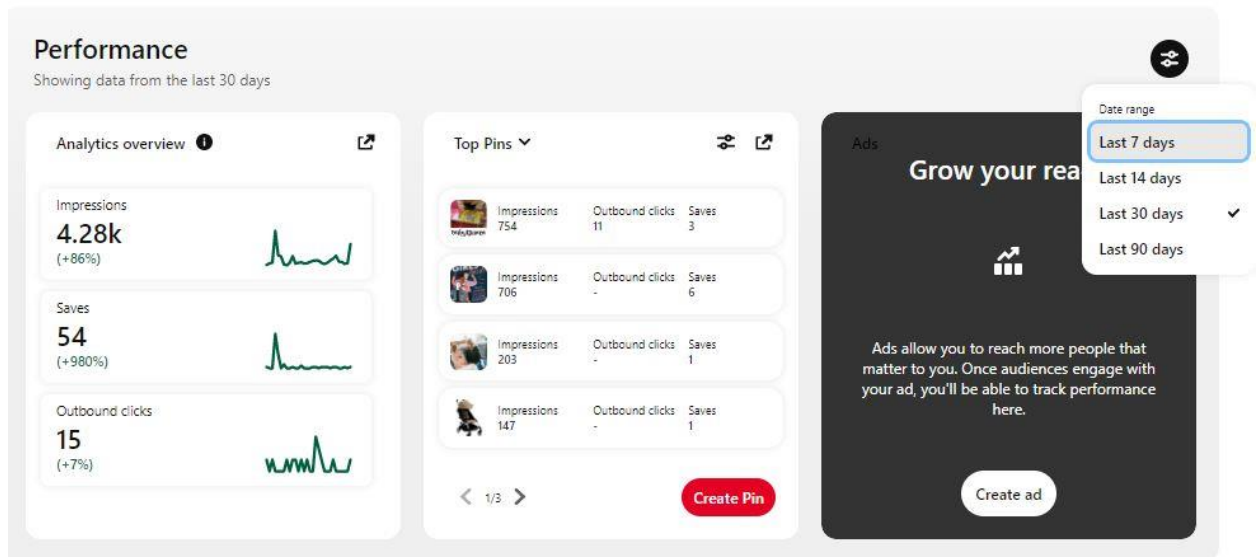 Performance
Showing data from the last 30 days
Analytics overview
Impressions
4.28k
(+86%)
Saves
54
(+980%)
Outbound clicks
15
(+7%)
Top Pins
Impressions Outbound clicks Saves
754 11 3
Impressions Outbound clicks Saves
706 - 6
Impressions Outbound clicks Saves
203 - 1
Impressions Outbound clicks Saves
147 - 1
1/3
Create Pin
Ads
Grow your rea
Ads allow you to reach more people that
matter to you. Once audiences engage with
your ad, you'll be able to track performance
here.
Create ad
Date range
Last 7 days
Last 14 days
Last 30 days
Last 90 days